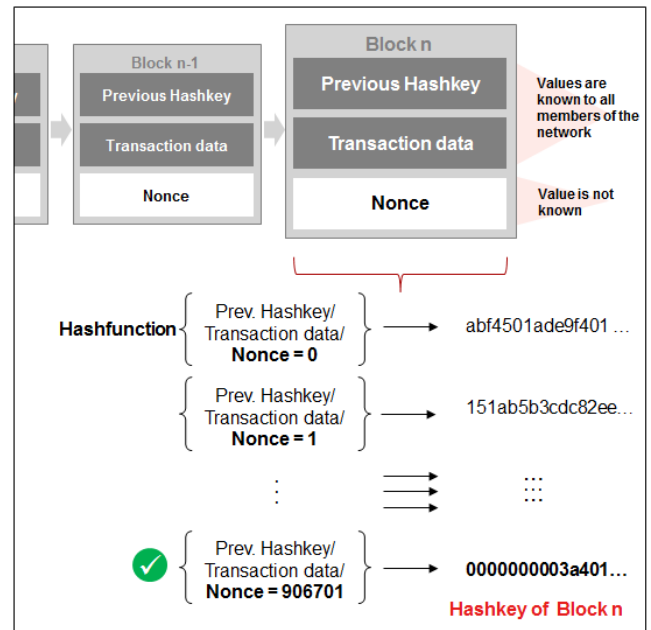 Block n-1
Previous Hashkey
Transaction data
Nonce
Block n
Previous Hashkey
Transaction data
Nonce
Values are
known to all
members of the
network
Value is not
known
Hashfunction
Prev. Hashkey/
Transaction data/
Nonce = 0
abf4501ade9f401 ...
Prev. Hashkey/
Transaction data/
Nonce = 1
151ab5b3cdc82ee...
Prev. Hashkey/
Transaction data/
Nonce = 906701
0000000003a401...
Hashkey of Block n